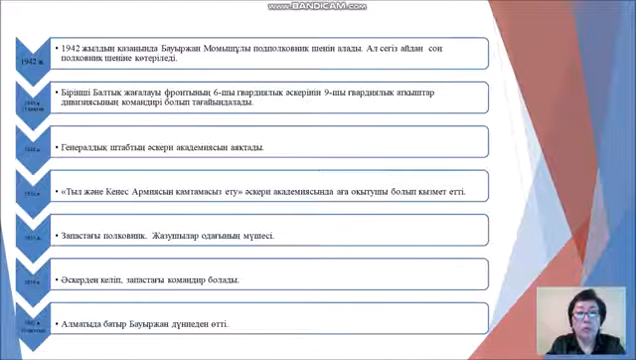 www.BANDICAM.com
1942 ж.
• 1942 жылдың қазанында Бауыржан Момышұлы подполковник шенін алады. Ал сегіз айдан соң
полковник шеніне көтеріледі.
• Бірінші Балтық жағалауы фронтының 6-шы гвардиялық әскерінің 9-шы гвардиялық атқыштар
дивизиясының командирі болып тағайындалады.
• Генералдық штабтың әскери академиясын аяқтады.
• «Тыл және Кеңес Армиясын қамтамасыз ету» әскери академиясында аға оқытушы болып қызмет етті.
• Запастағы полковник. Жазушылар одағының мүшесі.
• Әскерден келіп, запастағы командир болады.
• Алматыда батыр Бауыржан дүниеден өтті.